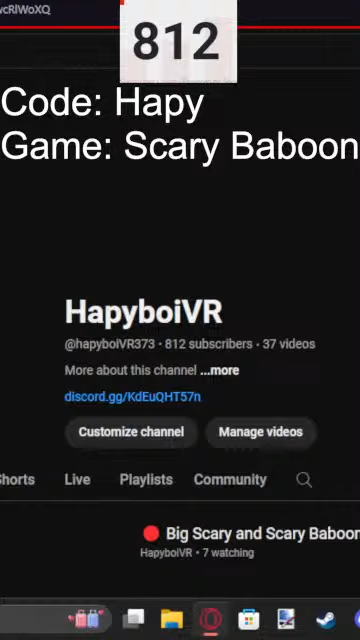 wcRlWoXQ
812
Code: Hapy
Game: Scary Baboon
HapyboiVR
@hapyboiVR373 · 812 subscribers · 37 videos
More about this channel ...more
discord.gg/KdEuQHT57n
Customize channel Manage videos
Shorts Live Playlists Community
Big Scary and Scary Baboon
HapyboiVR • 7 watching